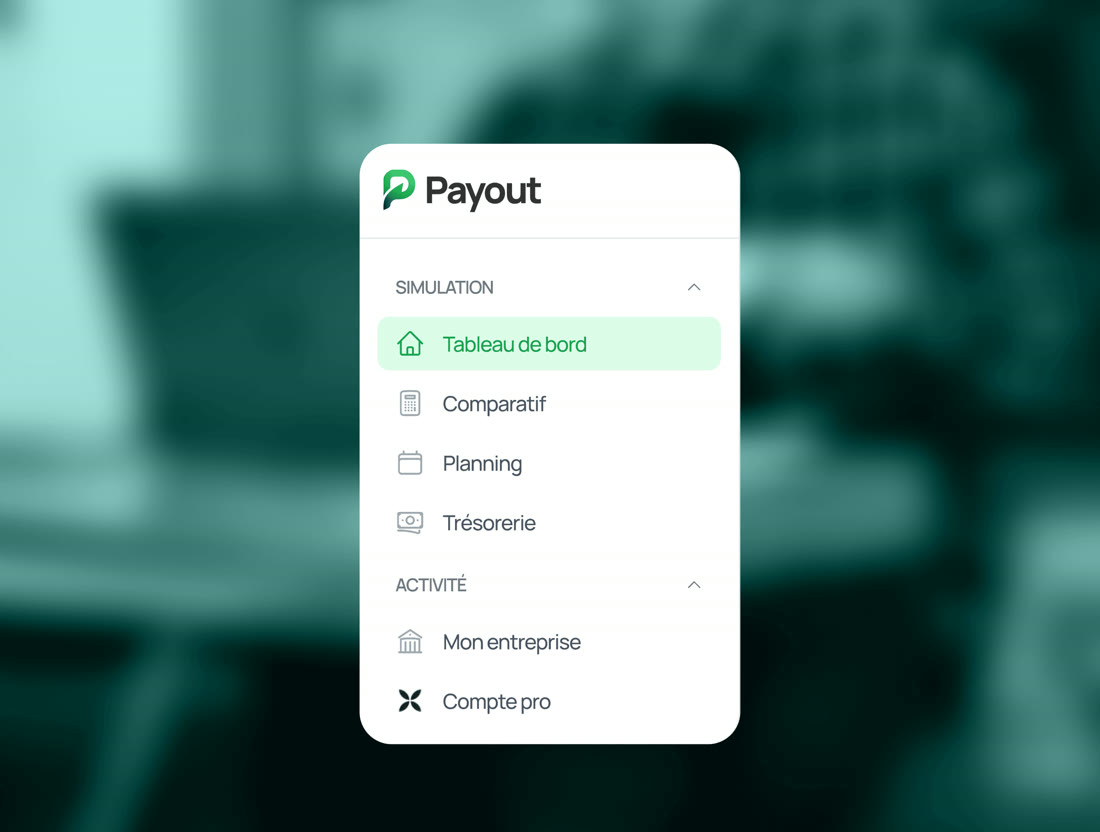 Payout
SIMULATION
Tableau de bord
Comparatif
Planning
Trésorerie
ACTIVITÉ
Mon entreprise
Compte pro